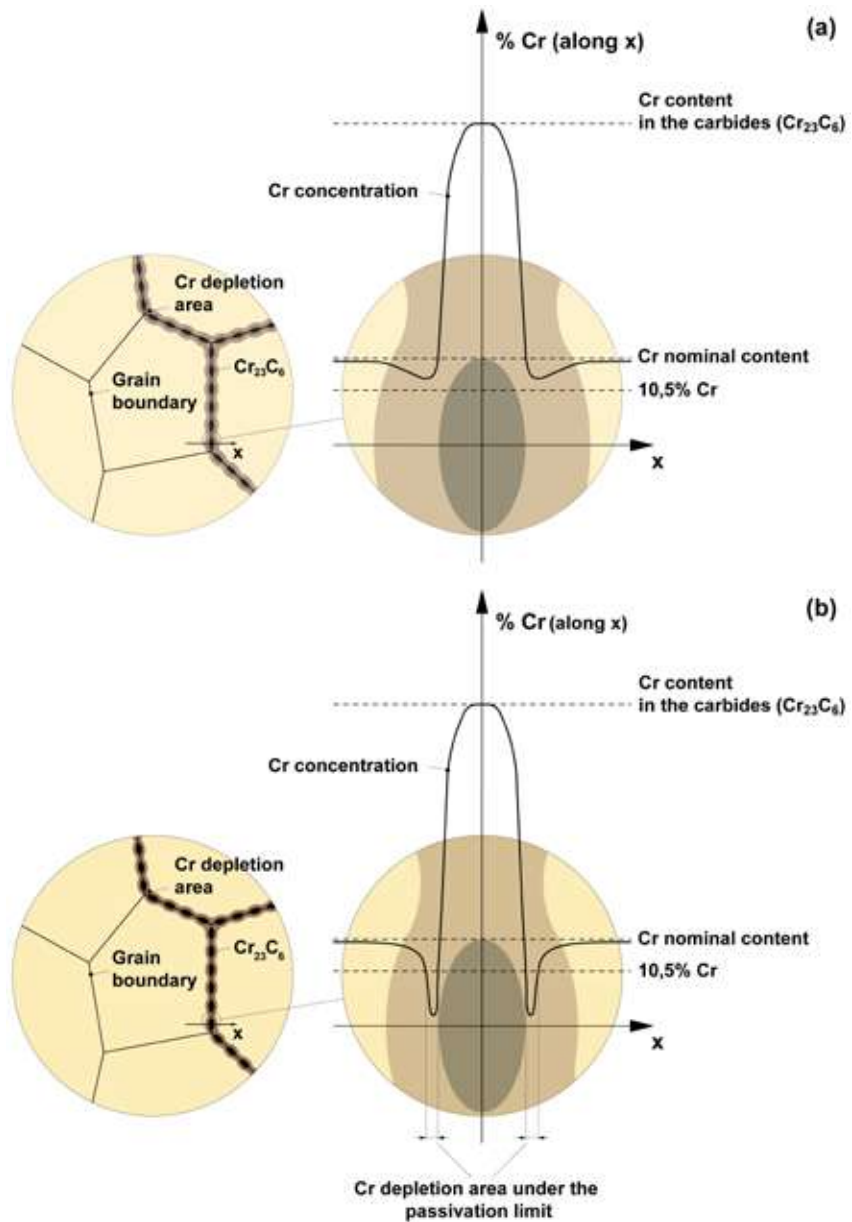 (a)
% Cr (along x)
Cr content
in the carbides (Cr₂₃C₆)
Cr concentration
Cr depletion
area
Cr₂₃C₆
Grain
boundary
x
Cr nominal content
10,5% Cr
x
(b)
% Cr (along x)
Cr content
in the carbides (Cr₂₃C₆)
Cr concentration
Cr depletion
area
Cr₂₃C₆
Grain
boundary
x
Cr nominal content
10,5% Cr
x
Cr depletion area under the
passivation limit